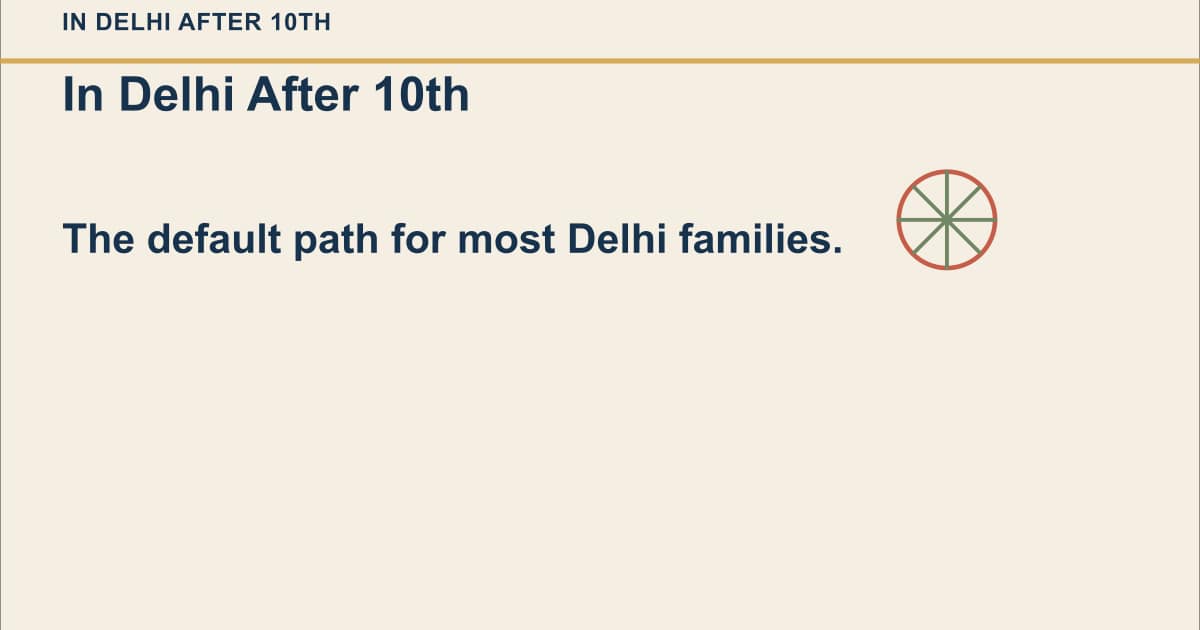 IN DELHI AFTER 10TH
In Delhi After 10th
The default path for most Delhi families.